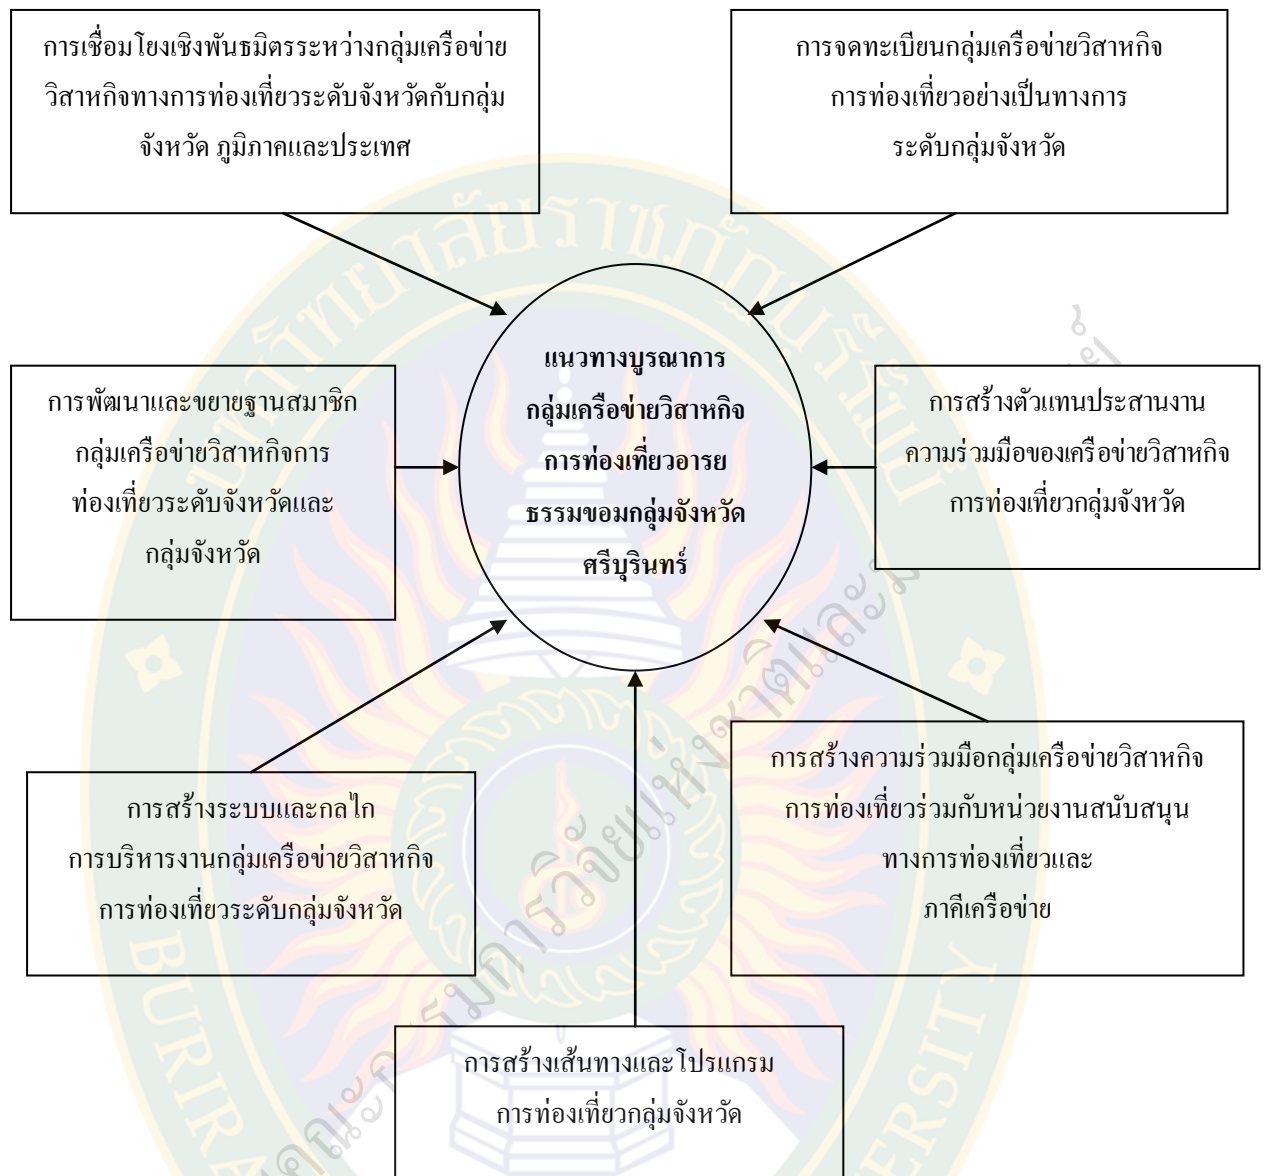 การเชื่อมโยงเชิงพันธมิตรระหว่างกลุ่มเครือข่าย
วิสาหกิจทางการท่องเที่ยวระดับจังหวัดกับกลุ่ม
จังหวัด ภูมิภาคและประเทศ
การจดทะเบียนกลุ่มเครือข่ายวิสาหกิจ
การท่องเที่ยวอย่างเป็นทางการ
ระดับกลุ่มจังหวัด
แนวทางบูรณาการ
กลุ่มเครือข่ายวิสาหกิจ
การท่องเที่ยวอารย
ธรรมขอมกลุ่มจังหวัด
ศรีบุรินทร์
การพัฒนาและขยายฐานสมาชิก
กลุ่มเครือข่ายวิสาหกิจการ
ท่องเที่ยวระดับจังหวัดและ
กลุ่มจังหวัด
การสร้างตัวแทนประสานงาน
ความร่วมมือของเครือข่ายวิสาหกิจ
การท่องเที่ยวกลุ่มจังหวัด
การสร้างระบบและกลไก
การบริหารงานกลุ่มเครือข่ายวิสาหกิจ
การท่องเที่ยวระดับกลุ่มจังหวัด
การสร้างความร่วมมือกลุ่มเครือข่ายวิสาหกิจ
การท่องเที่ยวร่วมกับหน่วยงานสนับสนุน
ทางการท่องเที่ยวและ
ภาคีเครือข่าย
การสร้างเส้นทางและโปรแกรม
การท่องเที่ยวกลุ่มจังหวัด